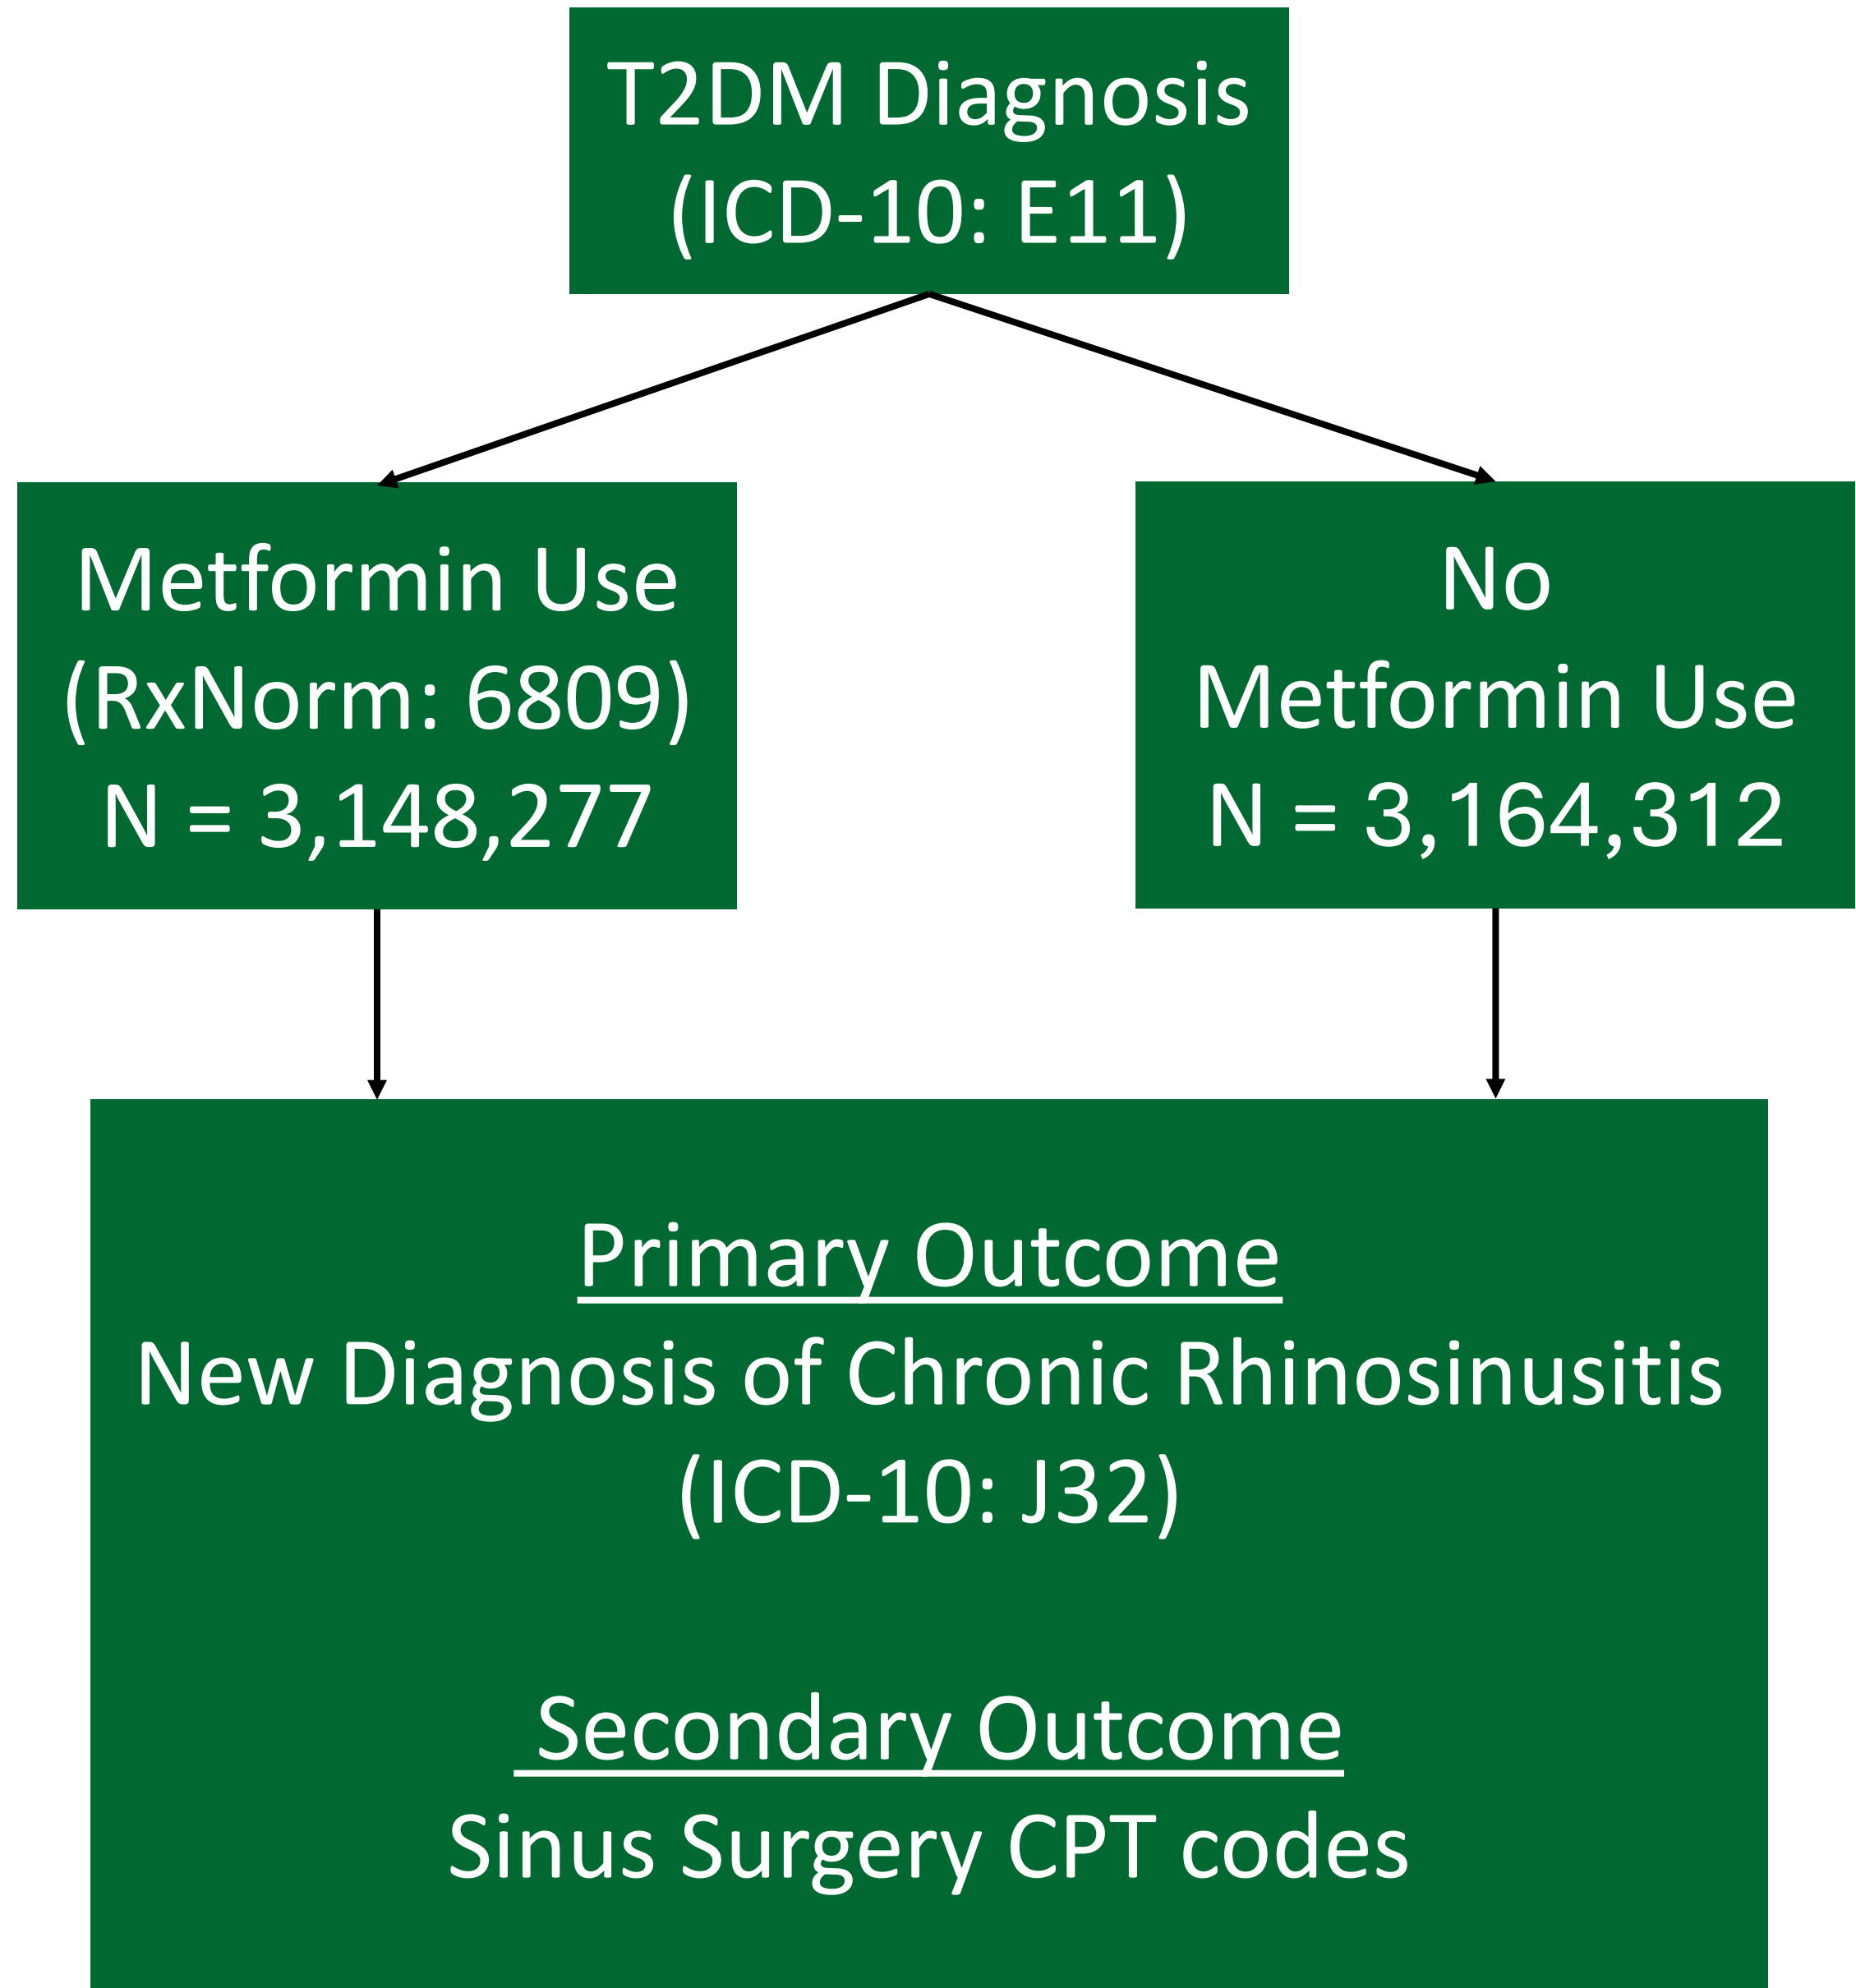 T2DM Diagnosis
(ICD-10: E11)
Metformin Use
(RxNorm: 6809)
N = 3,148,277
No
Metformin Use
N = 3,164,312
Primary Outcome
New Diagnosis of Chronic Rhinosinusitis
(ICD-10: J32)
Secondary Outcome
Sinus Surgery CPT codes